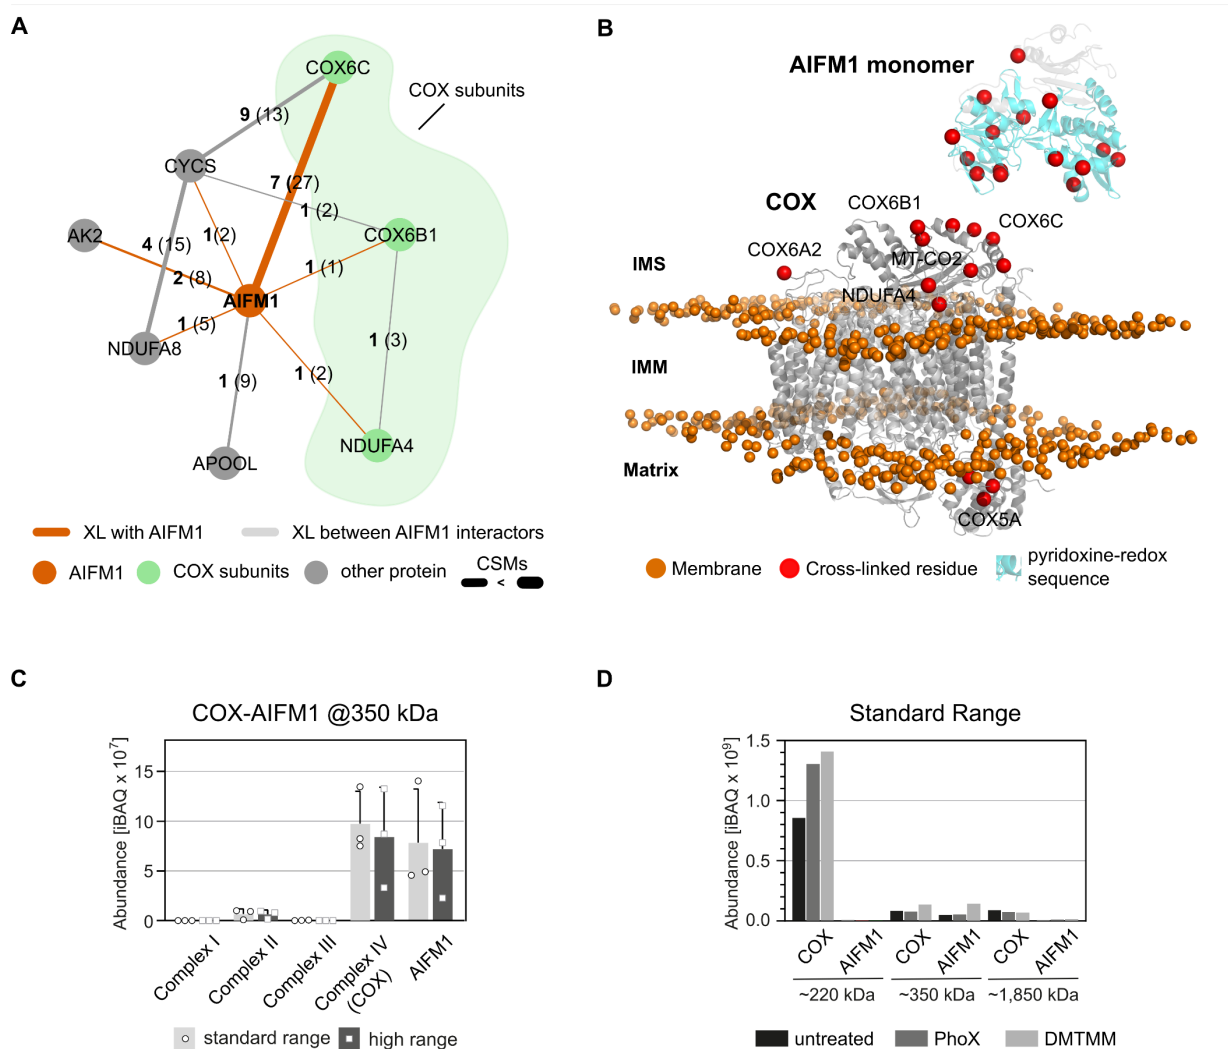 A
COX6C
COX subunits
9 (13)
CYCS
7 (27)
1 (2)
AK2
4 (15)
1(2)
COX6B1
2 (8)
1 (1)
AIFM1
1 (5)
NDUFA8
1 (3)
1 (9)
1 (2)
NDUFA4
APOOL
XL with AIFM1
XL between AIFM1 interactors
AIFM1
COX subunits
other protein
CSMs
<
B
AIFM1 monomer
COX
COX6B1
COX6C
COX6A2
MT-CO2
IMS
NDUFA4
IMM
Matrix
COX5A
Membrane
Cross-linked residue
pyridoxine-redox
sequence
C
COX-AIFM1 @350 kDa
Abundance [iBAQ x 10⁷]
15
10
5
0
Complex I
Complex II
Complex III
Complex IV
(COX)
AIFM1
standard range
high range
D
Standard Range
Abundance [iBAQ x 10⁹]
1.5
1.0
0.5
0.0
COX
AIFM1
COX
AIFM1
COX
AIFM1
~220 kDa
~350 kDa
~1,850 kDa
untreated
PhoX
DMTMM